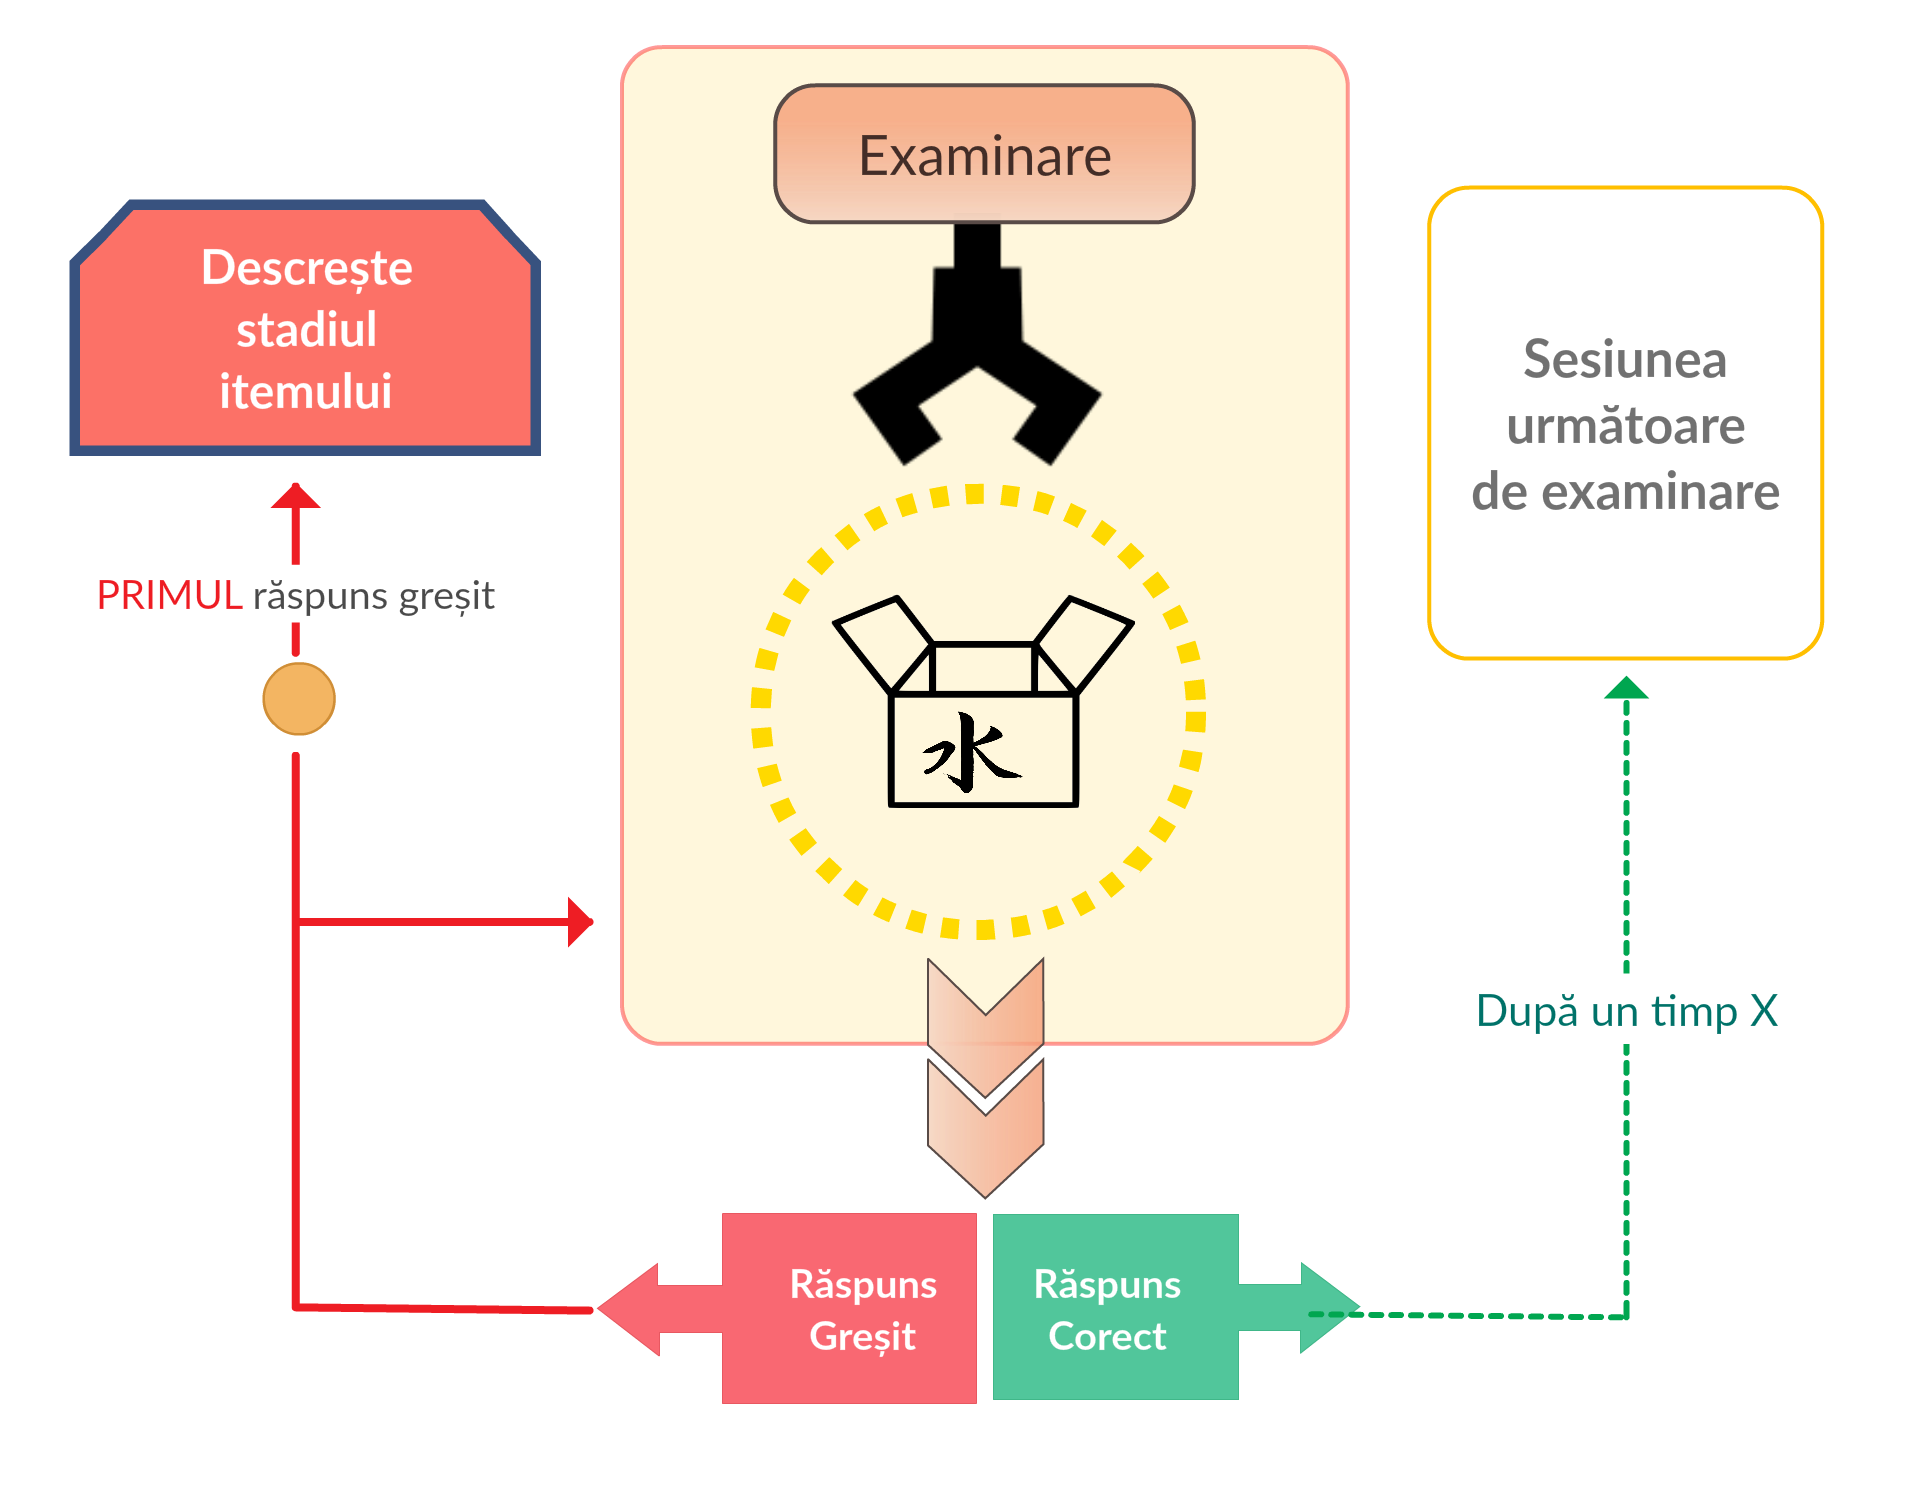 Examinare
Descrește
stadiul
itemului
Sesiunea
următoare
de examinare
PRIMUL răspuns greșit
水
După un timp X
Răspuns
Greșit
Răspuns
Corect